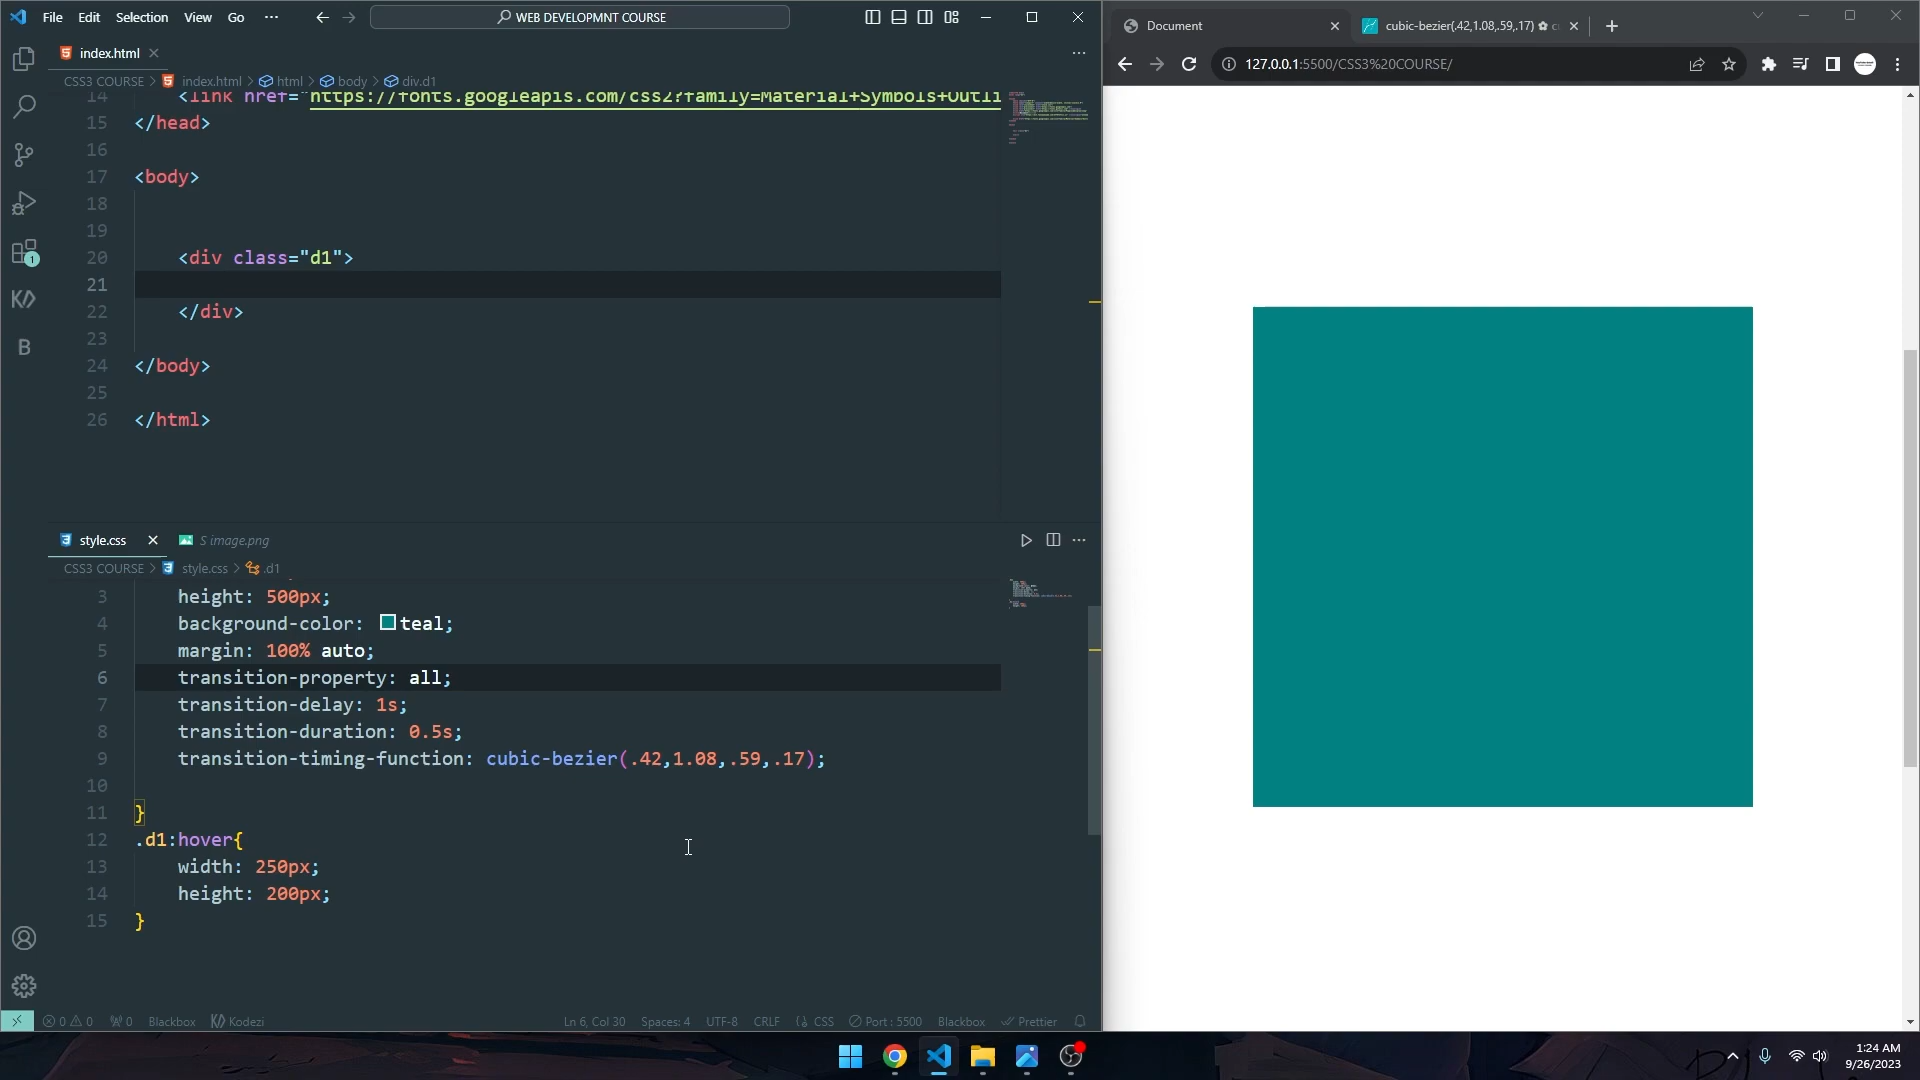 File Edit Selection View Go ···
WEB DEVELOPMNT COURSE
index.html
CSS3 COURSE > index.html > html > body > div.d1
14 <link href="https://fonts.googleapis.com/css2?family=Material+Symbols+Outli
15 </head>
16
17 <body>
18
19
20 <div class="d1">
21
22 </div>
23
24 </body>
25
26 </html>
style.css S image.png
CSS3 COURSE > style.css > .d1
3 height: 500px;
4 background-color: teal;
5 margin: 100% auto;
6 transition-property: all;
7 transition-delay: 1s;
8 transition-duration: 0.5s;
9 transition-timing-function: cubic-bezier(.42,1.08,.59,.17);
10
11 }
12 .d1:hover{
13 width: 250px;
14 height: 200px;
15 }
0 0 0 Blackbox Kodezi Ln 6, Col 30 Spaces: 4 UTF-8 CRLF CSS Port : 5500 Blackbox Prettier
Document
cubic-bezier(.42,1.08,.59,.17) ✿ cu
127.0.0.1:5500/CSS3%20COURSE/
1:24 AM
9/26/2023